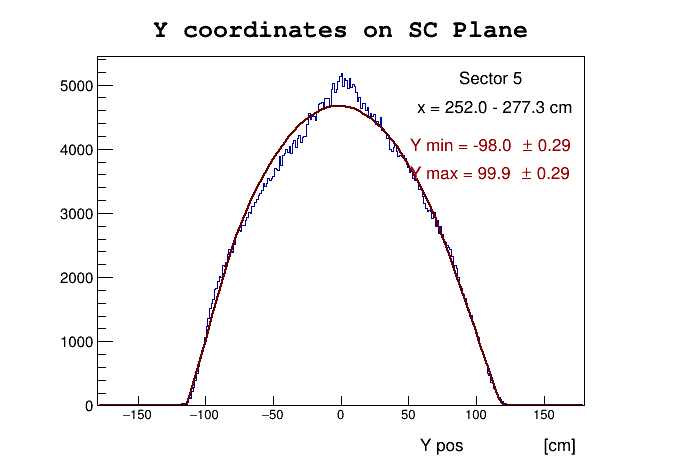 Y coordinates on SC Plane
Sector 5
x = 252.0 - 277.3 cm
Y min = -98.0 ± 0.29
Y max = 99.9 ± 0.29
5000
4000
3000
2000
1000
0
−150 −100 −50 0 50 100 150
Y pos [cm]